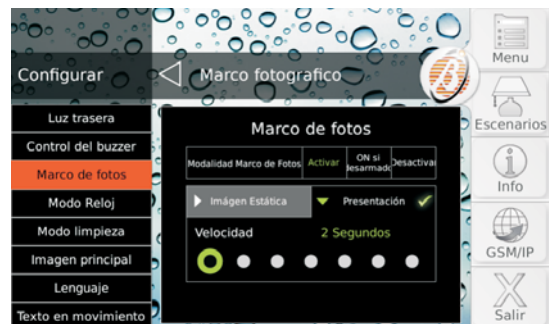 Configurar
Marco fotografico
Menu
Luz trasera
Control del buzzer
Marco de fotos
Modo Reloj
Modo limpieza
Imagen principal
Lenguaje
Texto en movimiento
Marco de fotos
Modalidad Marco de Fotos
Activar
ON si
desarmado
Desactivar
Imágen Estática
Presentación
Velocidad
2 Segundos
Escenarios
Info
GSM/IP
Salir